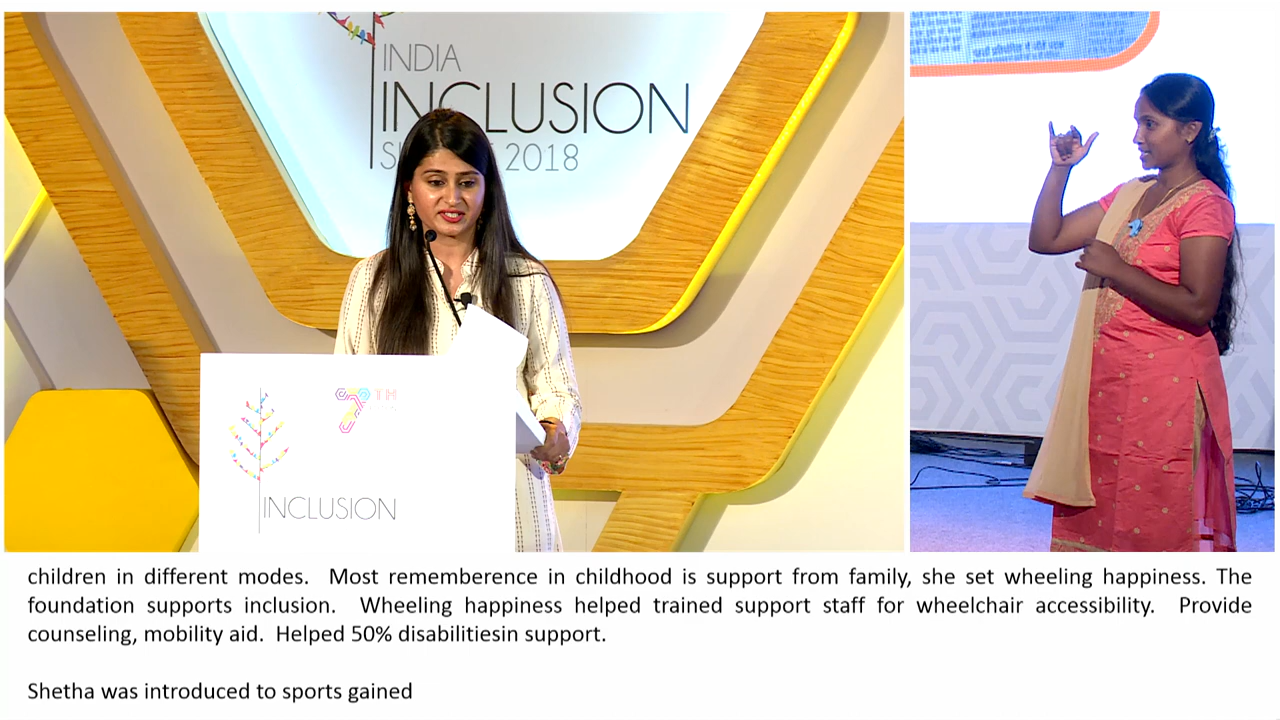 INDIA
INCLUSION
2018
TH
INCLUSION
children in different modes. Most rememberence in childhood is support from family, she set wheeling happiness. The
foundation supports inclusion. Wheeling happiness helped trained support staff for wheelchair accessibility. Provide
counseling, mobility aid. Helped 50% disabilitiesin support.
Shetha was introduced to sports gained